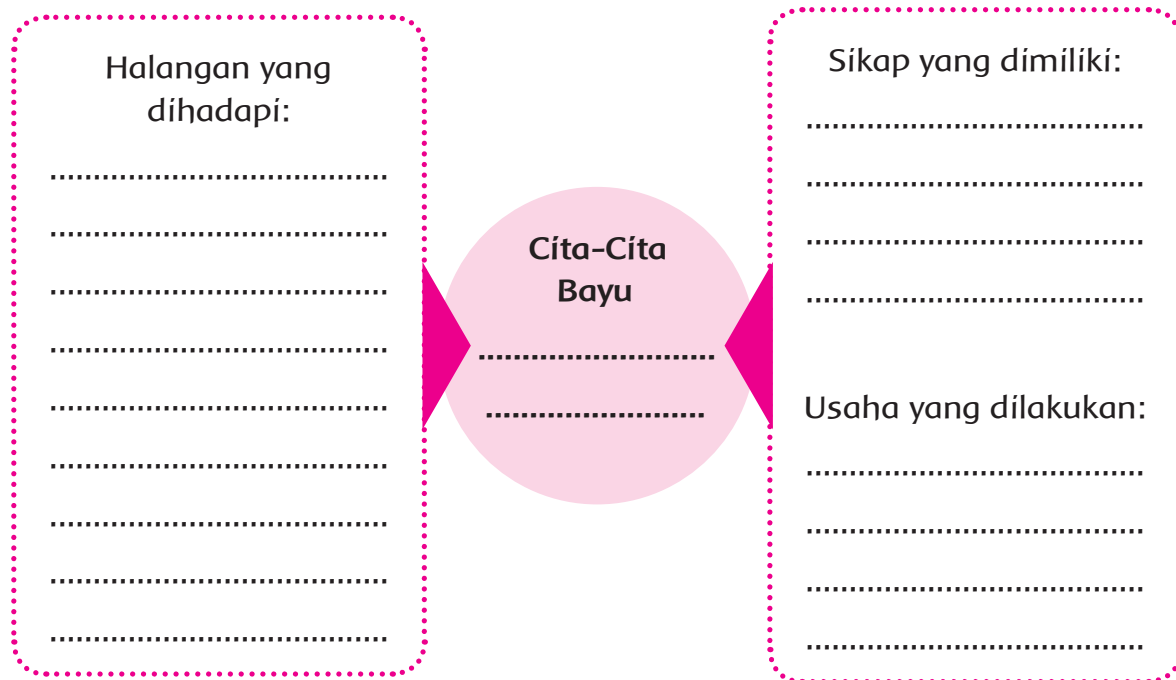 Halangan yang
dihadapi:
Cita-Cita
Bayu
Sikap yang dimiliki:
Usaha yang dilakukan: